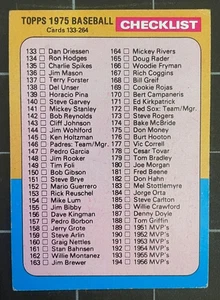 TOPPS 1975 BASEBALL
Cards 133-264
CHECKLIST
133 Dan Driessen
134 Ron Hodges
135 Charlie Spikes
136 Jim Mason
137 Terry Forster
138 Del Unser
139 Horacio Pina
140 Steve Garvey
141 Mickey Stanley
142 Bob Reynolds
143 Cliff Johnson
144 Jim Wohlford
145 Ken Holtzman
146 Padres: Team/Mgr.
147 Pedro Garcia
148 Jim Rooker
149 Tim Foli
150 Bob Gibson
151 Steve Brye
152 Mario Guerrero
153 Rick Reuschel
154 Mike Lum
155 Jim Bibby
156 Dave Kingman
157 Pedro Borbon
158 Jerry Grote
159 Steve Arlin
160 Graig Nettles
161 Stan Bahnsen
162 Willie Montanez
163 Jim Brewer
164 Mickey Rivers
165 Doug Rader
166 Woodie Fryman
167 Rich Coggins
168 Bill Greif
169 Cookie Rojas
170 Bert Campaneris
171 Ed Kirkpatrick
172 Red Sox: Team/Mgr.
173 Steve Rogers
174 Bake McBride
175 Don Money
176 Burt Hooton
177 Vic Correll
178 Cesar Tovar
179 Tom Bradley
180 Joe Morgan
181 Fred Beene
182 Don Hahn
183 Mel Stottlemyre
184 Jorge Orta
185 Steve Carlton
186 Willie Crawford
187 Denny Doyle
188 Tom Griffin
189 1951 MVP's
190 1952 MVP's
191 1953 MVP's
192 1954 MVP's
193 1955 MVP's
194 1956 MVP's